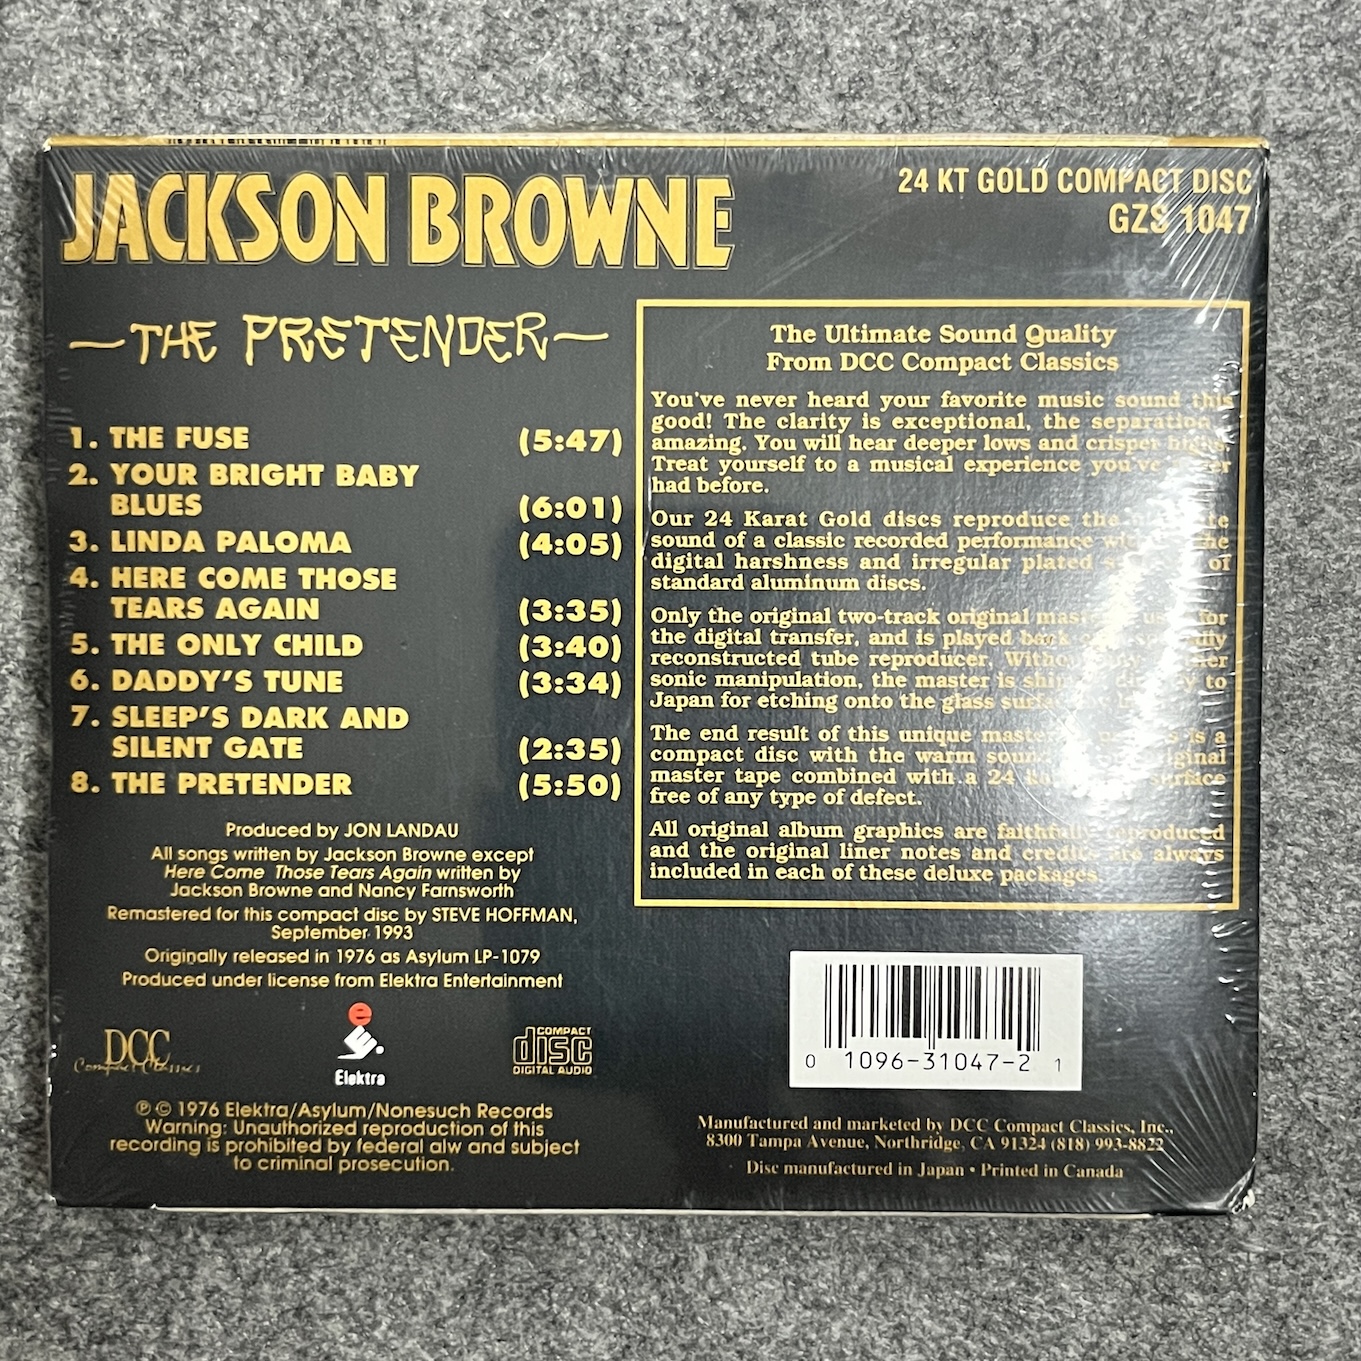 JACKSON BROWNE
24 KT GOLD COMPACT DISC
GZS 1047
THE PRETENDER
1. THE FUSE (5:47)
2. YOUR BRIGHT BABY
BLUES (6:01)
3. LINDA PALOMA (4:05)
4. HERE COME THOSE
TEARS AGAIN (3:35)
5. THE ONLY CHILD (3:40)
6. DADDY'S TUNE (3:34)
7. SLEEP'S DARK AND
SILENT GATE (2:35)
8. THE PRETENDER (5:50)
Produced by JON LANDAU
All songs written by Jackson Browne except
Here Come Those Tears Again written by
Jackson Browne and Nancy Farnsworth
Remastered for this compact disc by STEVE HOFFMAN,
September 1993
Originally released in 1976 as Asylum LP-1079
Produced under license from Elektra Entertainment
DCC
Compact Classics
e
Elektra
COMPACT
disc
DIGITAL AUDIO
℗ © 1976 Elektra/Asylum/Nonesuch Records
Warning: Unauthorized reproduction of this
recording is prohibited by federal alw and subject
to criminal prosecution.
The Ultimate Sound Quality
From DCC Compact Classics
You've never heard your favorite music sound this
good! The clarity is exceptional, the separation
amazing. You will hear deeper lows and crisper highs.
Treat yourself to a musical experience you've
had before.
Our 24 Karat Gold discs reproduce the
sound of a classic recorded performance the
digital harshness and irregular plated of
standard aluminum discs.
Only the original two-track original for
the digital transfer, and is played back
reconstructed tube reproducer.
sonic manipulation, the master is to
Japan for etching onto the glass
The end result of this unique is a
compact disc with the warm
master tape combined with a 24 surface
free of any type of defect.
All original album graphics are faithfully reproduced
and the original liner notes and credits are always
included in each of these deluxe packages
0 1096-31047-2 1
Manufactured and marketed by DCC Compact Classics, Inc.,
8300 Tampa Avenue, Northridge, CA 91324 (818) 993-8822
Disc manufactured in Japan • Printed in Canada